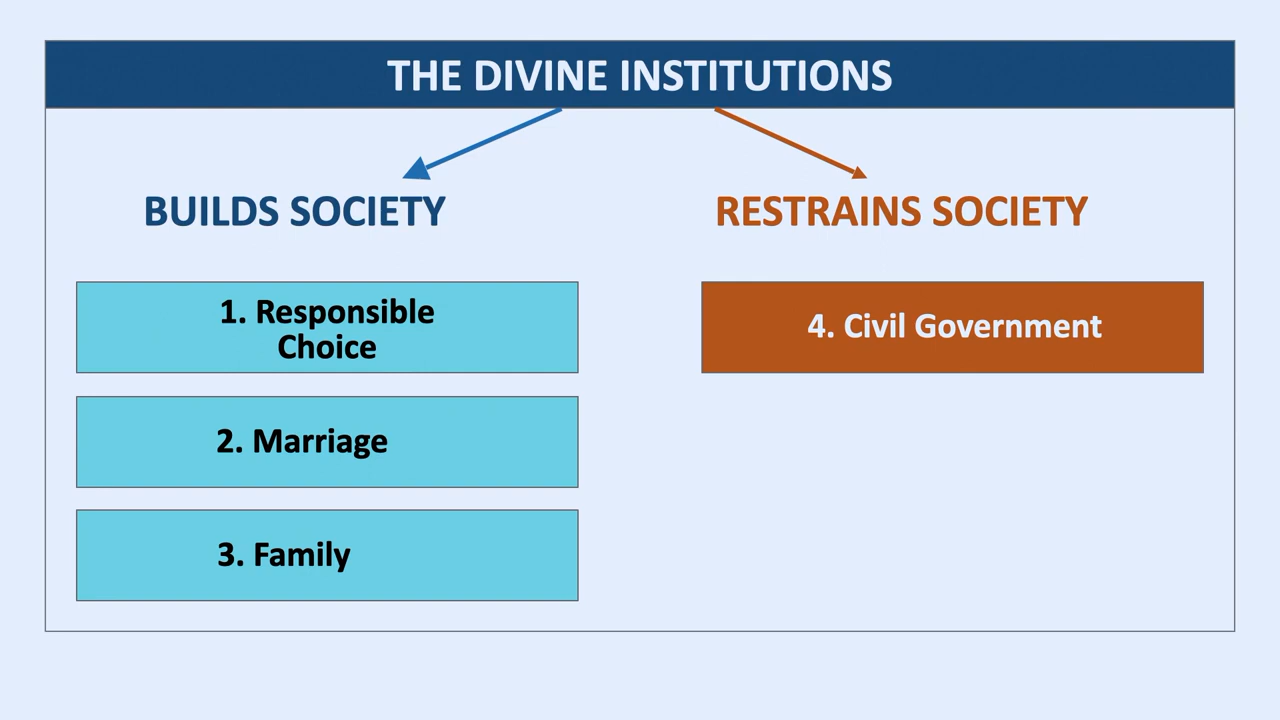 THE DIVINE INSTITUTIONS
BUILDS SOCIETY
1. Responsible
Choice
2. Marriage
3. Family
RESTRAINS SOCIETY
4. Civil Government